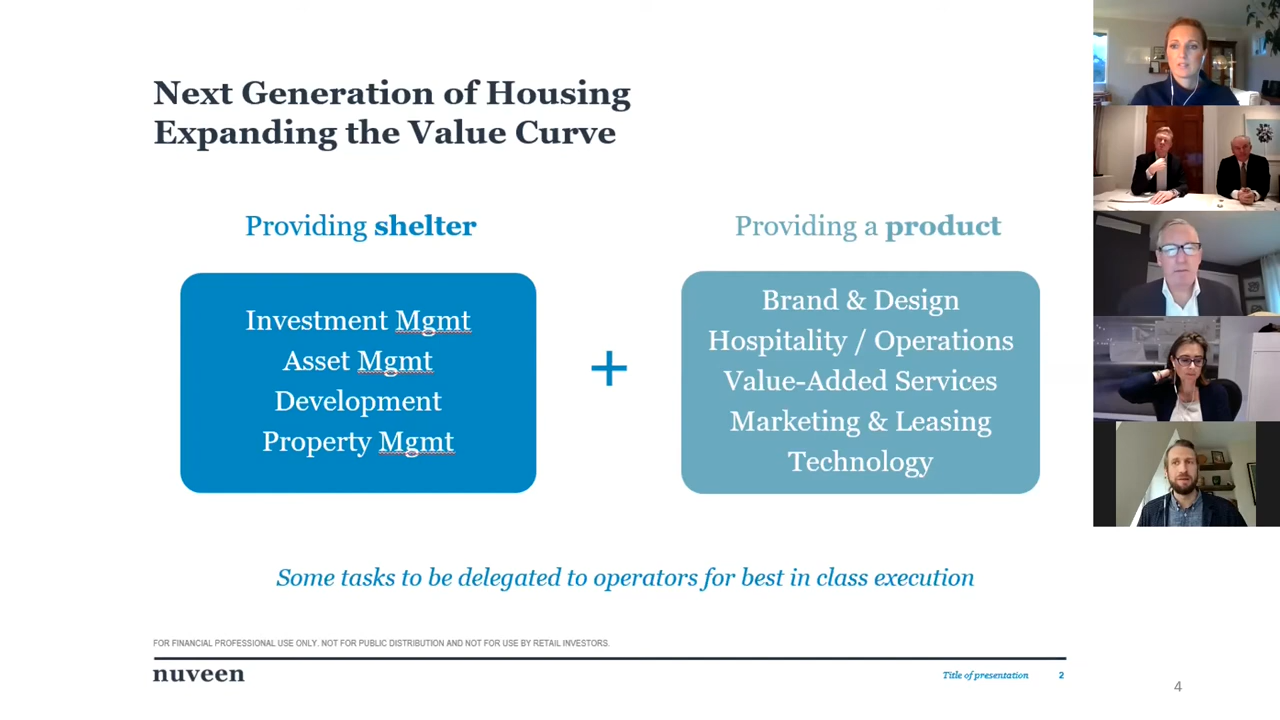 Next Generation of Housing
Expanding the Value Curve
Providing shelter
Investment Mgmt
Asset Mgmt
Development
Property Mgmt
+
Providing a product
Brand & Design
Hospitality / Operations
Value-Added Services
Marketing & Leasing
Technology
Some tasks to be delegated to operators for best in class execution
FOR FINANCIAL PROFESSIONAL USE ONLY. NOT FOR PUBLIC DISTRIBUTION AND NOT FOR USE BY RETAIL INVESTORS.
nuveen
Title of presentation 2
4